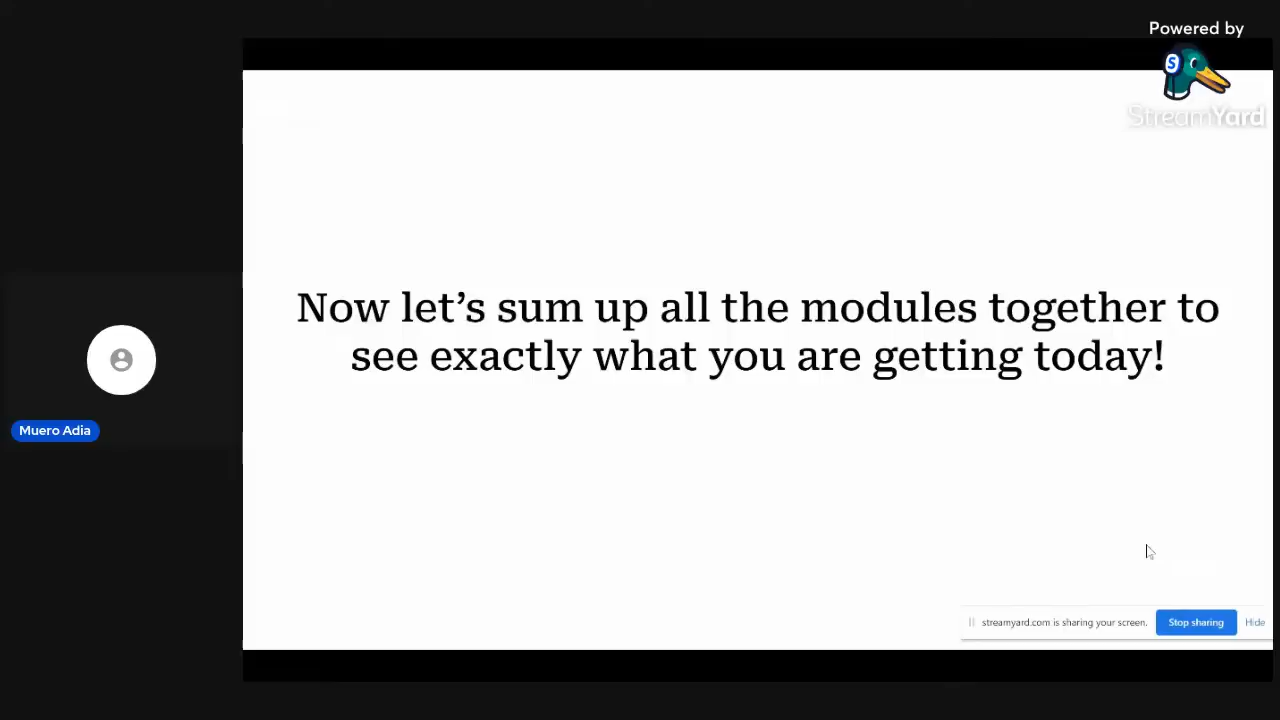 Powered by
S
StreamYard
Now let’s sum up all the modules together to
see exactly what you are getting today!
Muero Adia
streamyard.com is sharing your screen. Stop sharing Hide